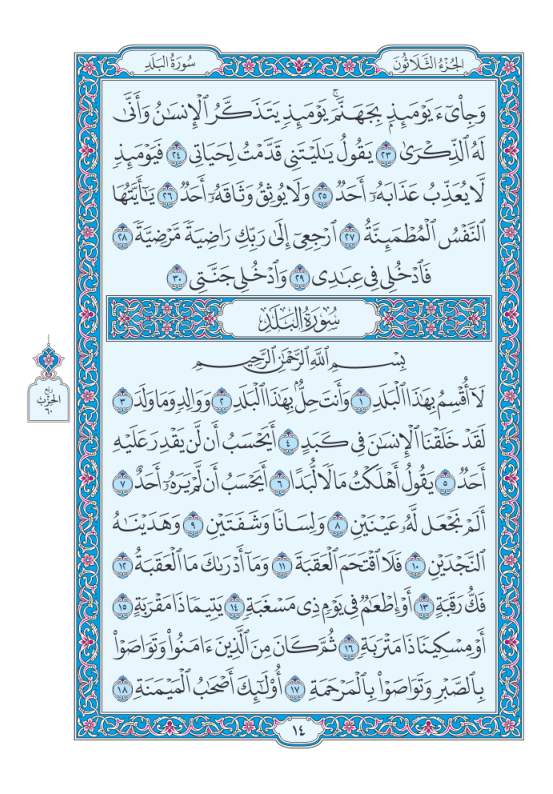 الجُزْءُ الثَّلَاثُونَ
سُورَةُ البَلَدِ
وَجِاْيٓءَ يَوْمَئِذِۭ بِجَهَنَّمَۚ يَوْمَئِذٖ يَتَذَكَّرُ ٱلۡإِنسَٰنُ وَأَنَّىٰ
لَهُ ٱلذِّكۡرَىٰ ٢٣ يَقُولُ يَٰلَيۡتَنِي قَدَّمۡتُ لِحَيَاتِي ٢٤ فَيَوۡمَئِذٖ
لَّا يُعَذِّبُ عَذَابَهُۥٓ أَحَدٞ ٢٥ وَلَا يُوثِقُ وَثَاقَهُۥٓ أَحَدٞ ٢٦ يَٰٓأَيَّتُهَا
ٱلنَّفۡسُ ٱلۡمُطۡمَئِنَّةُ ٢٧ ٱرۡجِعِيٓ إِلَىٰ رَبِّكِ رَاضِيَةٗ مَّرۡضِيَّةٗ ٢٨
فَٱدۡخُلِي فِي عِبَٰدِي ٢٩ وَٱدۡخُلِي جَنَّتِي ٣٠
سُورَةُ البَلَدِ
بِسۡمِ ٱللَّهِ ٱلرَّحۡمَٰنِ ٱلرَّحِيمِ
لَآ أُقۡسِمُ بِهَٰذَا ٱلۡبَلَدِ ١ وَأَنتَ حِلُّۢ بِهَٰذَا ٱلۡبَلَدِ ٢ وَوَالِدٖ وَمَا وَلَدَ ٣
لَقَدۡ خَلَقۡنَا ٱلۡإِنسَٰنَ فِي كَبَدٍ ٤ أَيَحۡسَبُ أَن لَّن يَقۡدِرَ عَلَيۡهِ
أَحَدٞ ٥ يَقُولُ أَهۡلَكۡتُ مَالٗا لُّبَدًا ٦ أَيَحۡسَبُ أَن لَّمۡ يَرَهُۥٓ أَحَدٌ ٧
أَلَمۡ نَجۡعَل لَّهُۥ عَيۡنَيۡنِ ٨ وَلِسَانٗا وَشَفَتَيۡنِ ٩ وَهَدَيۡنَٰهُ
ٱلنَّجۡدَيۡنِ ١٠ فَلَا ٱقۡتَحَمَ ٱلۡعَقَبَةَ ١١ وَمَآ أَدۡرَىٰكَ مَا ٱلۡعَقَبَةُ ١٢
فَكُّ رَقَبَةٍ ١٣ أَوۡ إِطۡعَٰمٞ فِي يَوۡمٖ ذِي مَسۡغَبَةٖ ١٤ يَتِيمٗا ذَا مَقۡرَبَةٍ ١٥
أَوۡ مِسۡكِينٗا ذَا مَتۡرَبَةٖ ١٦ ثُمَّ كَانَ مِنَ ٱلَّذِينَ ءَامَنُواْ وَتَوَاصَوۡاْ
بِٱلصَّبۡرِ وَتَوَاصَوۡاْ بِٱلۡمَرۡحَمَةِ ١٧ أُوْلَٰٓئِكَ أَصۡحَٰبُ ٱلۡمَيۡمَنَةِ ١٨
ربع
الحزب
٦٠
١٤